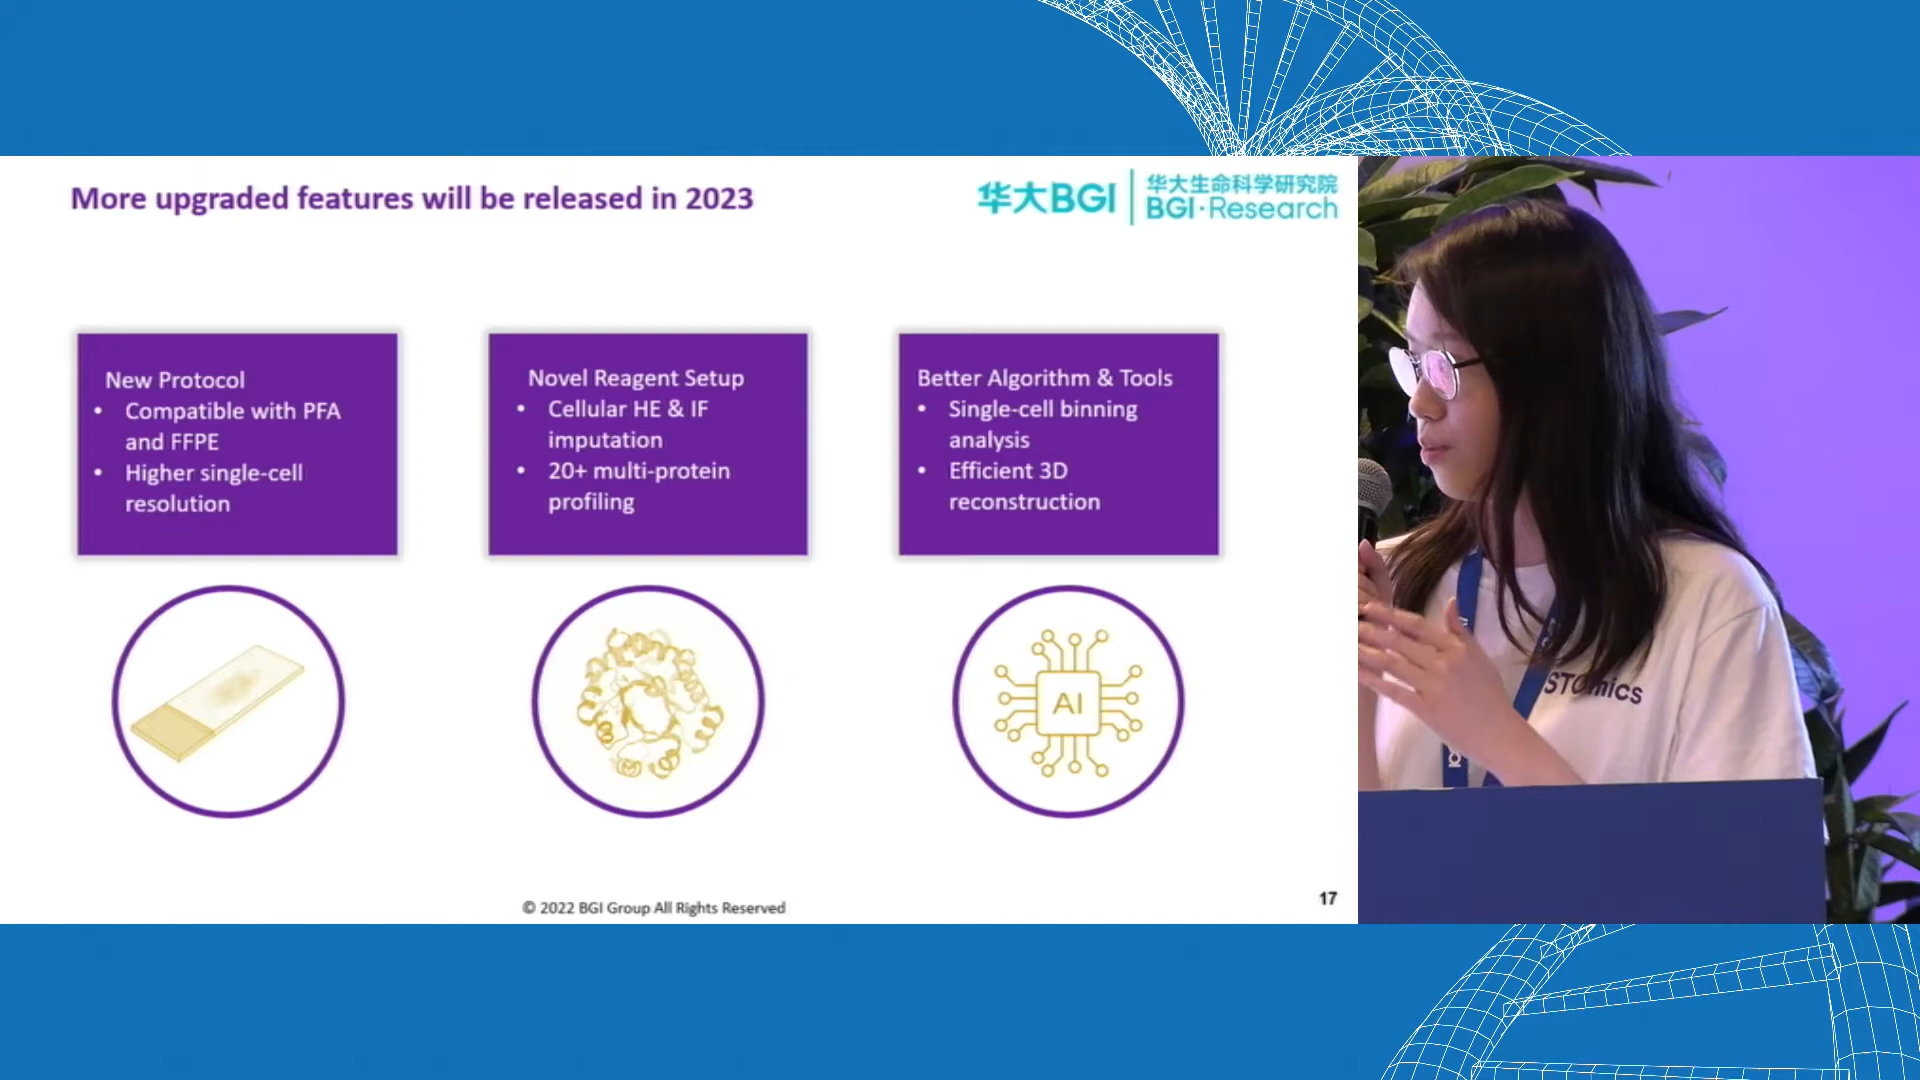 More upgraded features will be released in 2023
华大BGI
华大生命科学研究院
BGI·Research
New Protocol
• Compatible with PFA
and FFPE
• Higher single-cell
resolution
Novel Reagent Setup
• Cellular HE & IF
imputation
• 20+ multi-protein
profiling
Better Algorithm & Tools
• Single-cell binning
analysis
• Efficient 3D
reconstruction
AI
© 2022 BGI Group All Rights Reserved
17